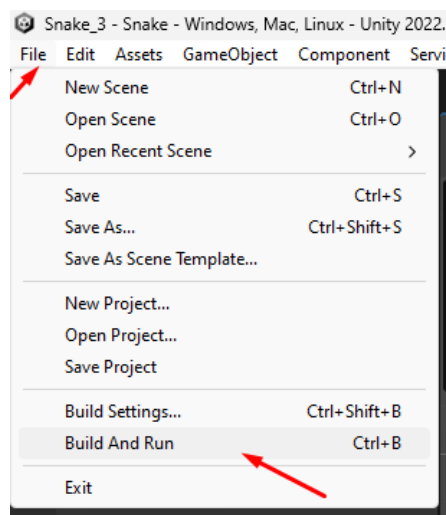 Snake_3 - Snake - Windows, Mac, Linux - Unity 2022.
File Edit Assets GameObject Component Servi
New Scene Ctrl+N
Open Scene Ctrl+O
Open Recent Scene >
Save Ctrl+S
Save As... Ctrl+Shift+S
Save As Scene Template...
New Project...
Open Project...
Save Project
Build Settings... Ctrl+Shift+B
Build And Run Ctrl+B
Exit